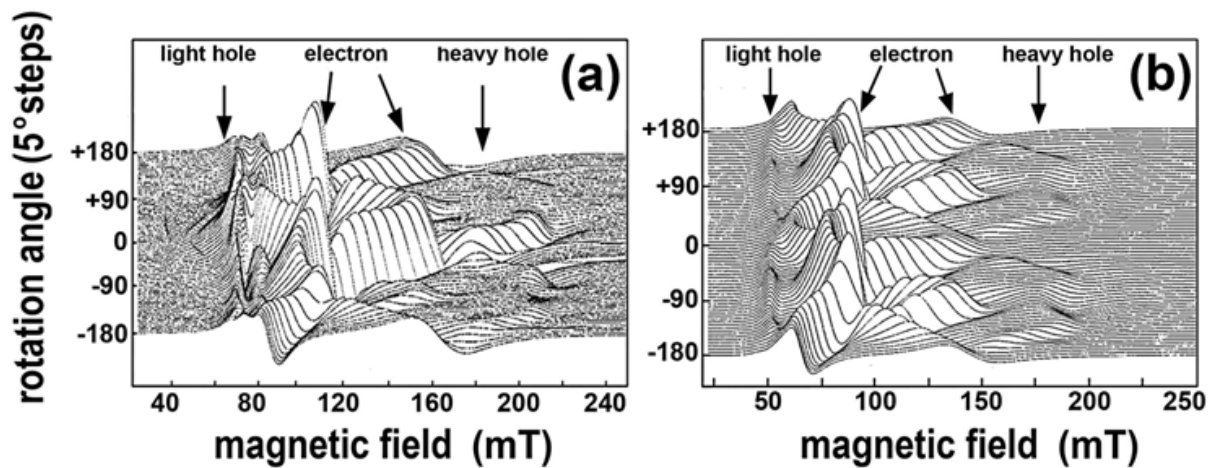 rotation angle (5° steps)
light hole electron heavy hole (a)
+180
+90
0
-90
-180
40 80 100 120 160 200 240
magnetic field (mT)
light hole electron heavy hole (b)
+180
+90
0
-90
-180
50 100 150 200 250
magnetic field (mT)